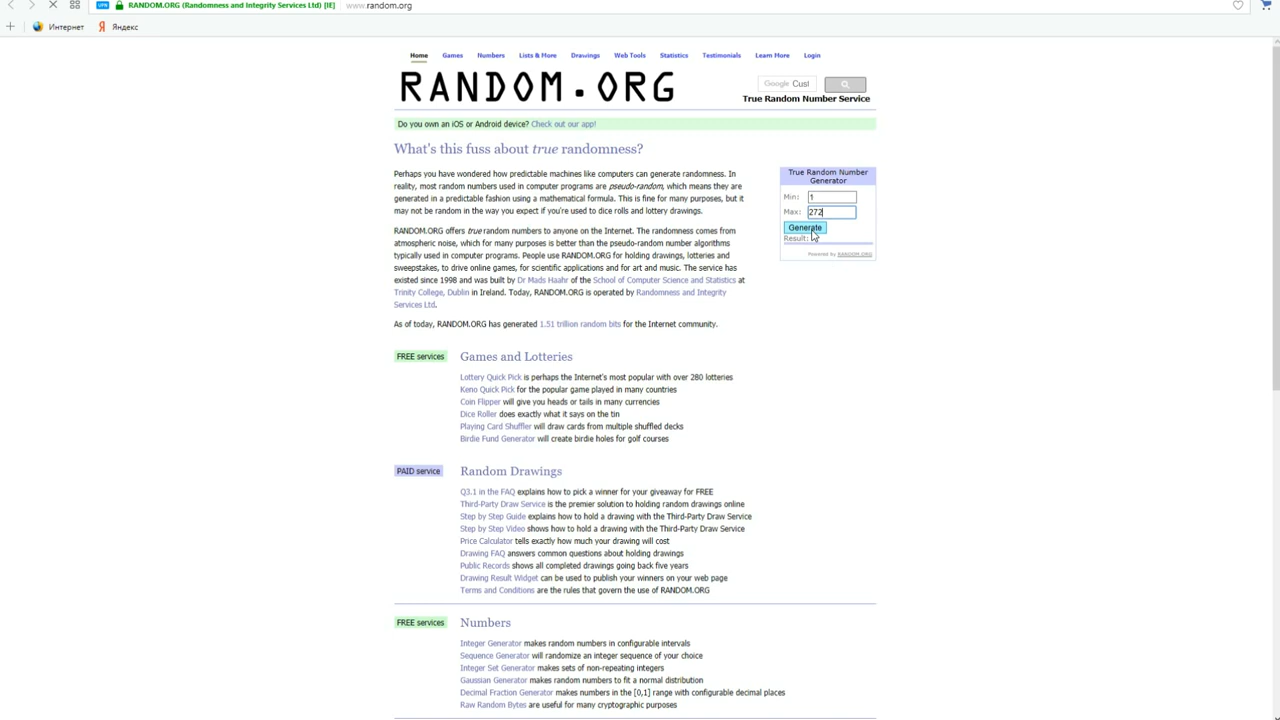 VPN RANDOM.ORG (Randomness and Integrity Services Ltd) [IE] www.random.org
Интернет Яндекс
Home Games Numbers Lists & More Drawings Web Tools Statistics Testimonials Learn More Login
RANDOM.ORG
Google Cust
True Random Number Service
Do you own an iOS or Android device? Check out our app!
What's this fuss about true randomness?
Perhaps you have wondered how predictable machines like computers can generate randomness. In
reality, most random numbers used in computer programs are pseudo-random, which means they are
generated in a predictable fashion using a mathematical formula. This is fine for many purposes, but it
may not be random in the way you expect if you're used to dice rolls and lottery drawings.
RANDOM.ORG offers true random numbers to anyone on the Internet. The randomness comes from
atmospheric noise, which for many purposes is better than the pseudo-random number algorithms
typically used in computer programs. People use RANDOM.ORG for holding drawings, lotteries and
sweepstakes, to drive online games, for scientific applications and for art and music. The service has
existed since 1998 and was built by Dr Mads Haahr of the School of Computer Science and Statistics at
Trinity College, Dublin in Ireland. Today, RANDOM.ORG is operated by Randomness and Integrity
Services Ltd.
As of today, RANDOM.ORG has generated 1.51 trillion random bits for the Internet community.
True Random Number
Generator
Min: 1
Max: 272
Generate
Result:
Powered by RANDOM.ORG
FREE services Games and Lotteries
Lottery Quick Pick is perhaps the Internet's most popular with over 280 lotteries
Keno Quick Pick for the popular game played in many countries
Coin Flipper will give you heads or tails in many currencies
Dice Roller does exactly what it says on the tin
Playing Card Shuffler will draw cards from multiple shuffled decks
Birdie Fund Generator will create birdie holes for golf courses
PAID service Random Drawings
Q3.1 in the FAQ explains how to pick a winner for your giveaway for FREE
Third-Party Draw Service is the premier solution to holding random drawings online
Step by Step Guide explains how to hold a drawing with the Third-Party Draw Service
Step by Step Video shows how to hold a drawing with the Third-Party Draw Service
Price Calculator tells exactly how much your drawing will cost
Drawing FAQ answers common questions about holding drawings
Public Records shows all completed drawings going back five years
Drawing Result Widget can be used to publish your winners on your web page
Terms and Conditions are the rules that govern the use of RANDOM.ORG
FREE services Numbers
Integer Generator makes random numbers in configurable intervals
Sequence Generator will randomize an integer sequence of your choice
Integer Set Generator makes sets of non-repeating integers
Gaussian Generator makes random numbers to fit a normal distribution
Decimal Fraction Generator makes numbers in the [0,1] range with configurable decimal places
Raw Random Bytes are useful for many cryptographic purposes